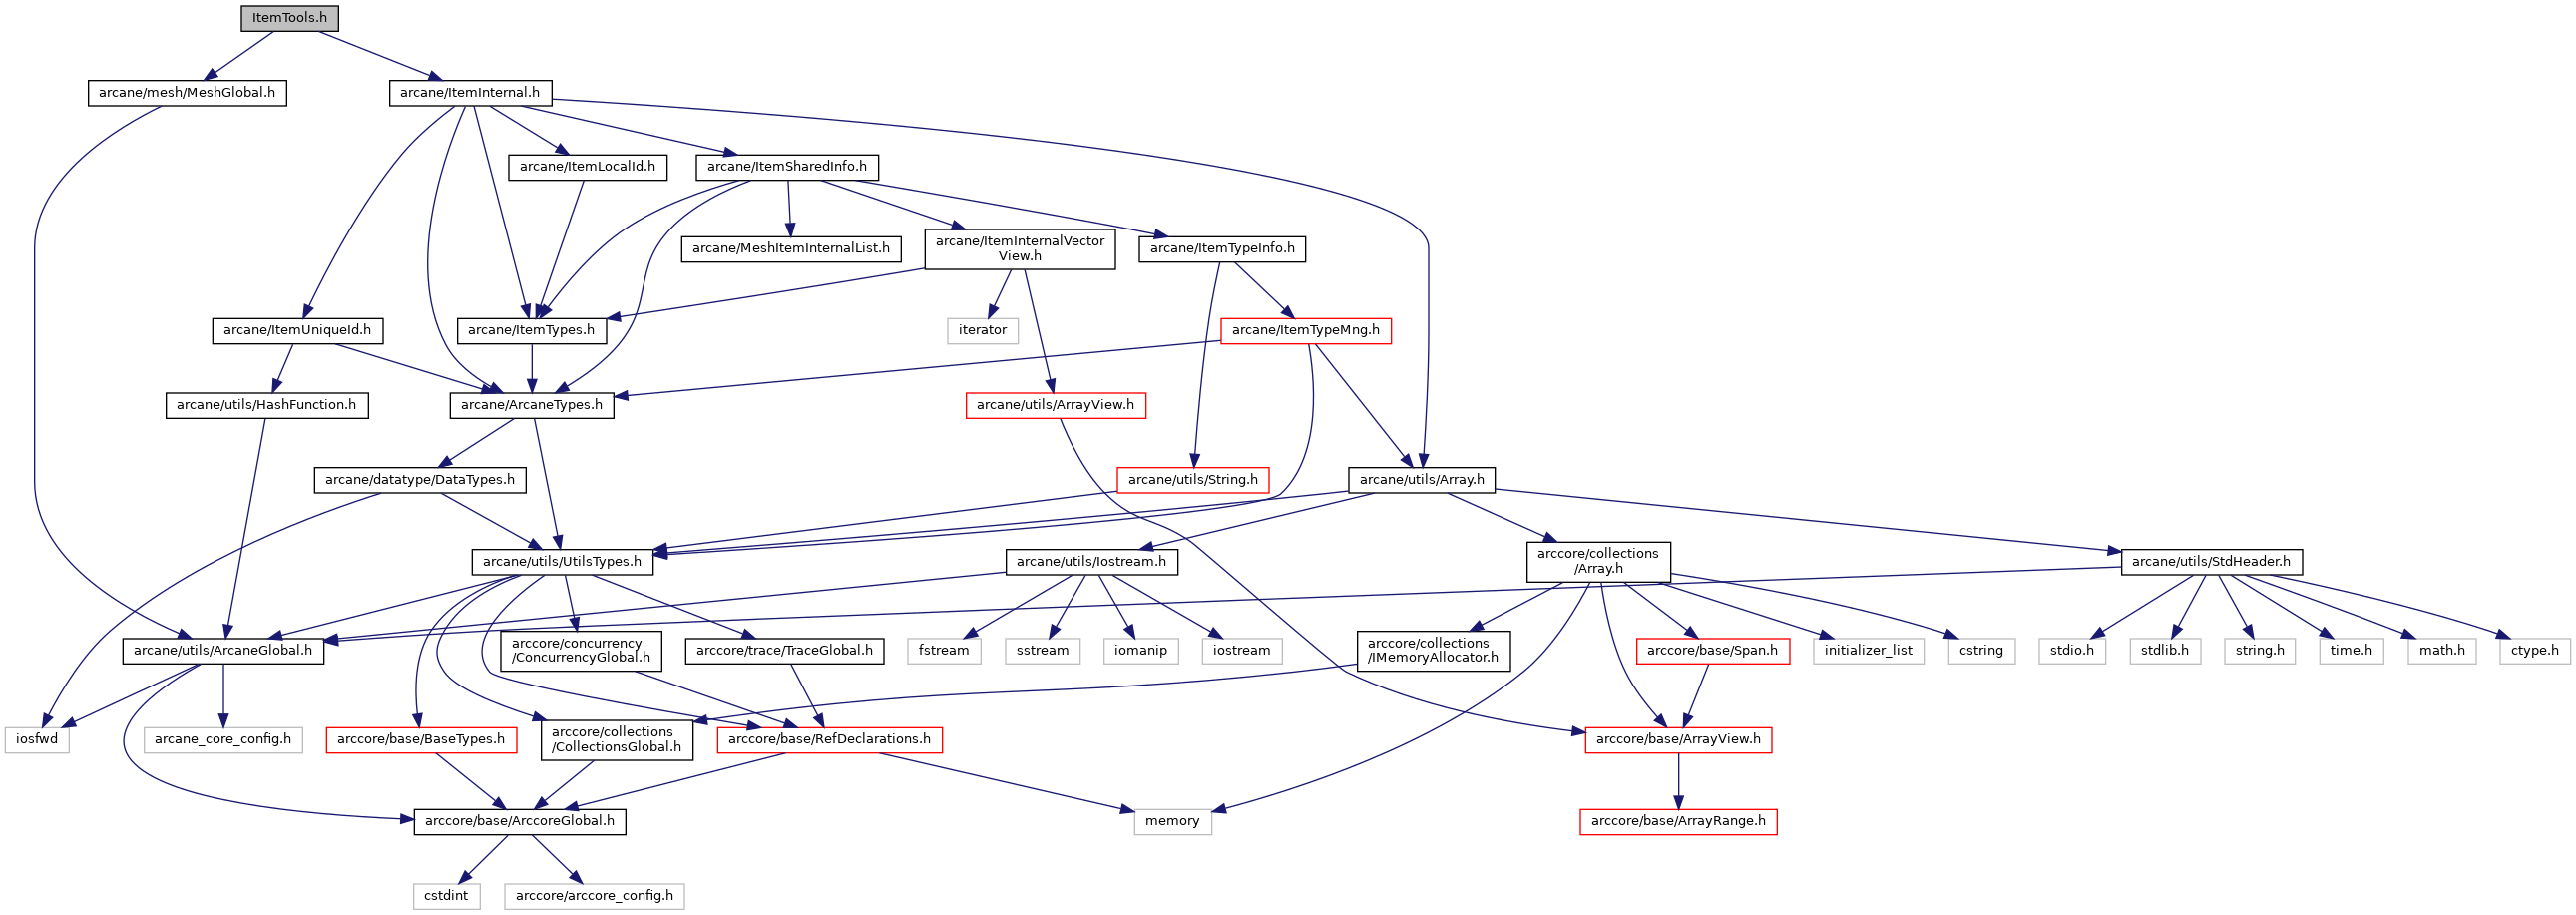 ItemTools.h
arcane/mesh/MeshGlobal.h
arcane/ItemInternal.h
arcane/ItemLocalId.h
arcane/ItemSharedInfo.h
arcane/MeshItemInternalList.h
arcane/ItemInternalVector
View.h
arcane/ItemTypeInfo.h
arcane/ItemUniqueId.h
arcane/ItemTypes.h
iterator
arcane/ItemTypeMng.h
arcane/utils/HashFunction.h
arcane/ArcaneTypes.h
arcane/utils/ArrayView.h
arcane/datatype/DataTypes.h
arcane/utils/String.h
arcane/utils/Array.h
arcane/utils/UtilsTypes.h
arcane/utils/Iostream.h
arccore/collections
/Array.h
arcane/utils/StdHeader.h
arcane/utils/ArcaneGlobal.h
arccore/concurrency
/ConcurrencyGlobal.h
arccore/trace/TraceGlobal.h
fstream
sstream
iomanip
iostream
arccore/collections
/IMemoryAllocator.h
arccore/base/Span.h
initializer_list
cstring
stdio.h
stdlib.h
string.h
time.h
math.h
ctype.h
iosfwd
arcane_core_config.h
arccore/base/BaseTypes.h
arccore/collections
/CollectionsGlobal.h
arccore/base/RefDeclarations.h
arccore/base/ArrayView.h
arccore/base/ArccoreGlobal.h
memory
arccore/base/ArrayRange.h
cstdint
arccore/arccore_config.h